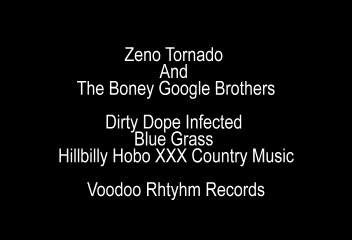 Zeno Tornado
And
The Boney Google Brothers
Dirty Dope Infected
Blue Grass
Hillbilly Hobo XXX Country Music
Voodoo Rhtyhm Records